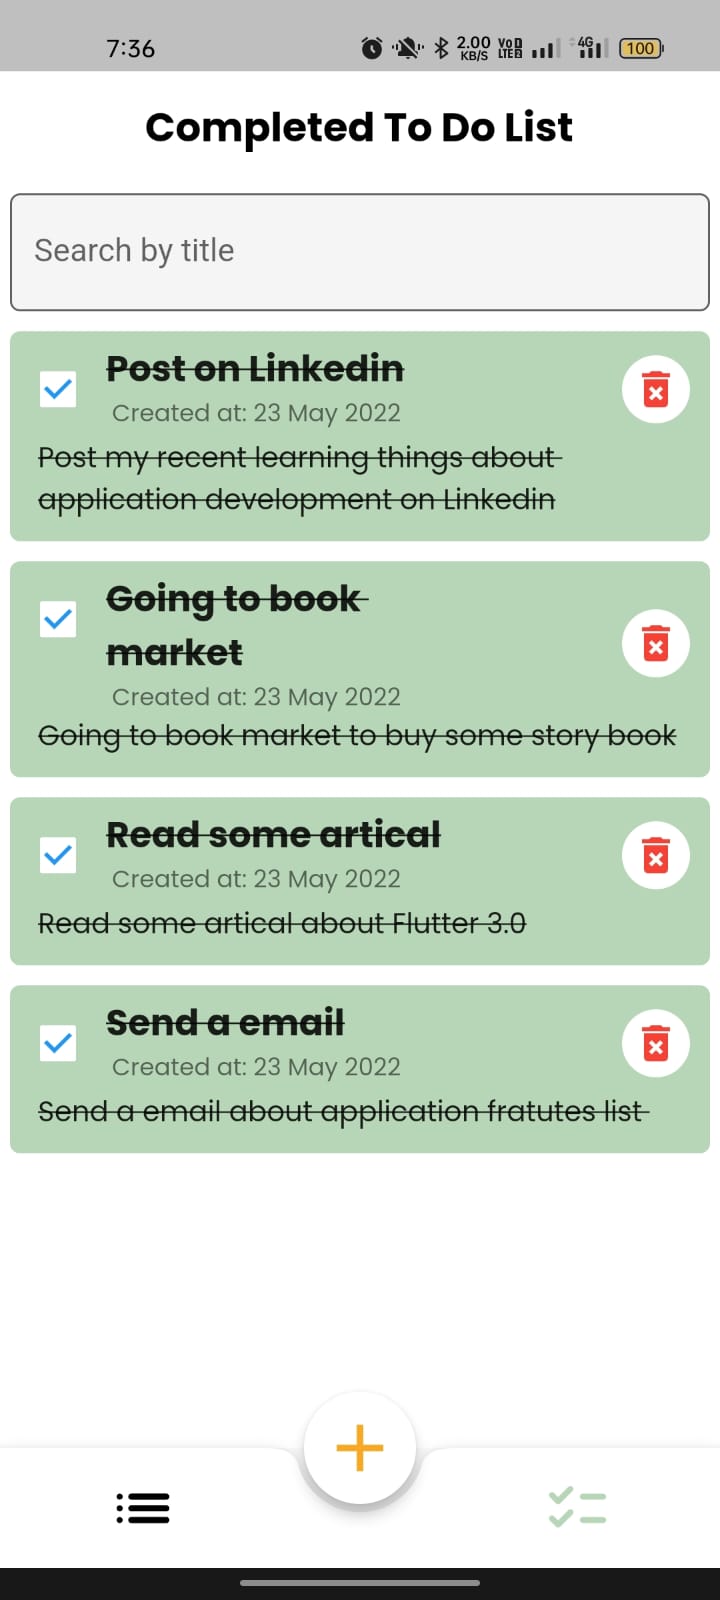 7:36
2.00
KB/S
VoD
LTE2
4G
100
Completed To Do List
Search by title
Post on Linkedin
Created at: 23 May 2022
Post my recent learning things about
application development on Linkedin
Going to book
market
Created at: 23 May 2022
Going to book market to buy some story book
Read some artical
Created at: 23 May 2022
Read some artical about Flutter 3.0
Send a email
Created at: 23 May 2022
Send a email about application fratutes list